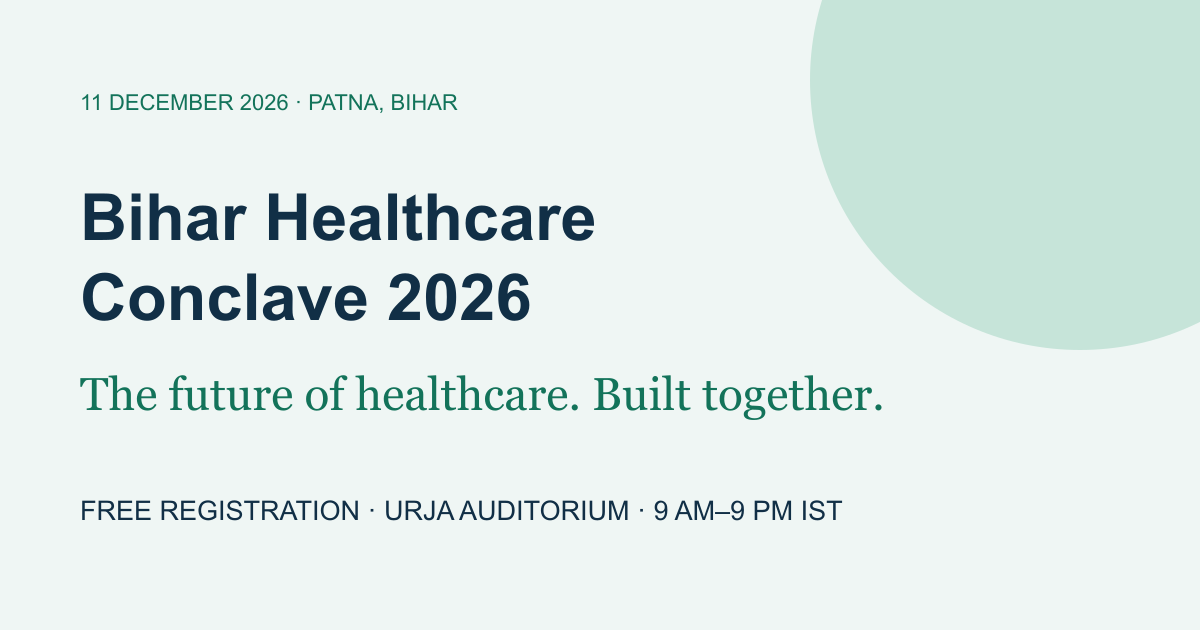 11 DECEMBER 2026 · PATNA, BIHAR
Bihar Healthcare
Conclave 2026
The future of healthcare. Built together.
FREE REGISTRATION · URJA AUDITORIUM · 9 AM–9 PM IST